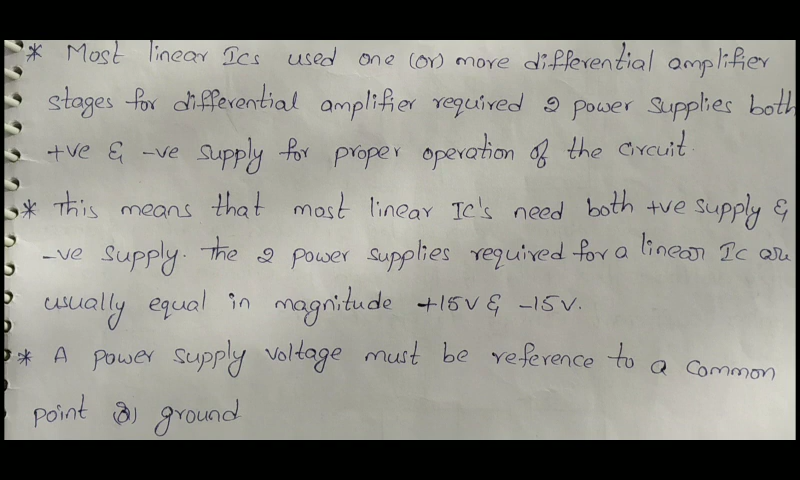 * Most linear Ics used one (or) more differential amplifier
stages for differential amplifier required 2 power supplies both
+ve & -ve supply for proper operation of the circuit.
* This means that most linear IC's need both +ve supply &
-ve supply. The 2 power supplies required for a linear Ic are
usually equal in magnitude +15V & -15V.
* A power supply voltage must be reference to a common
point (or) ground